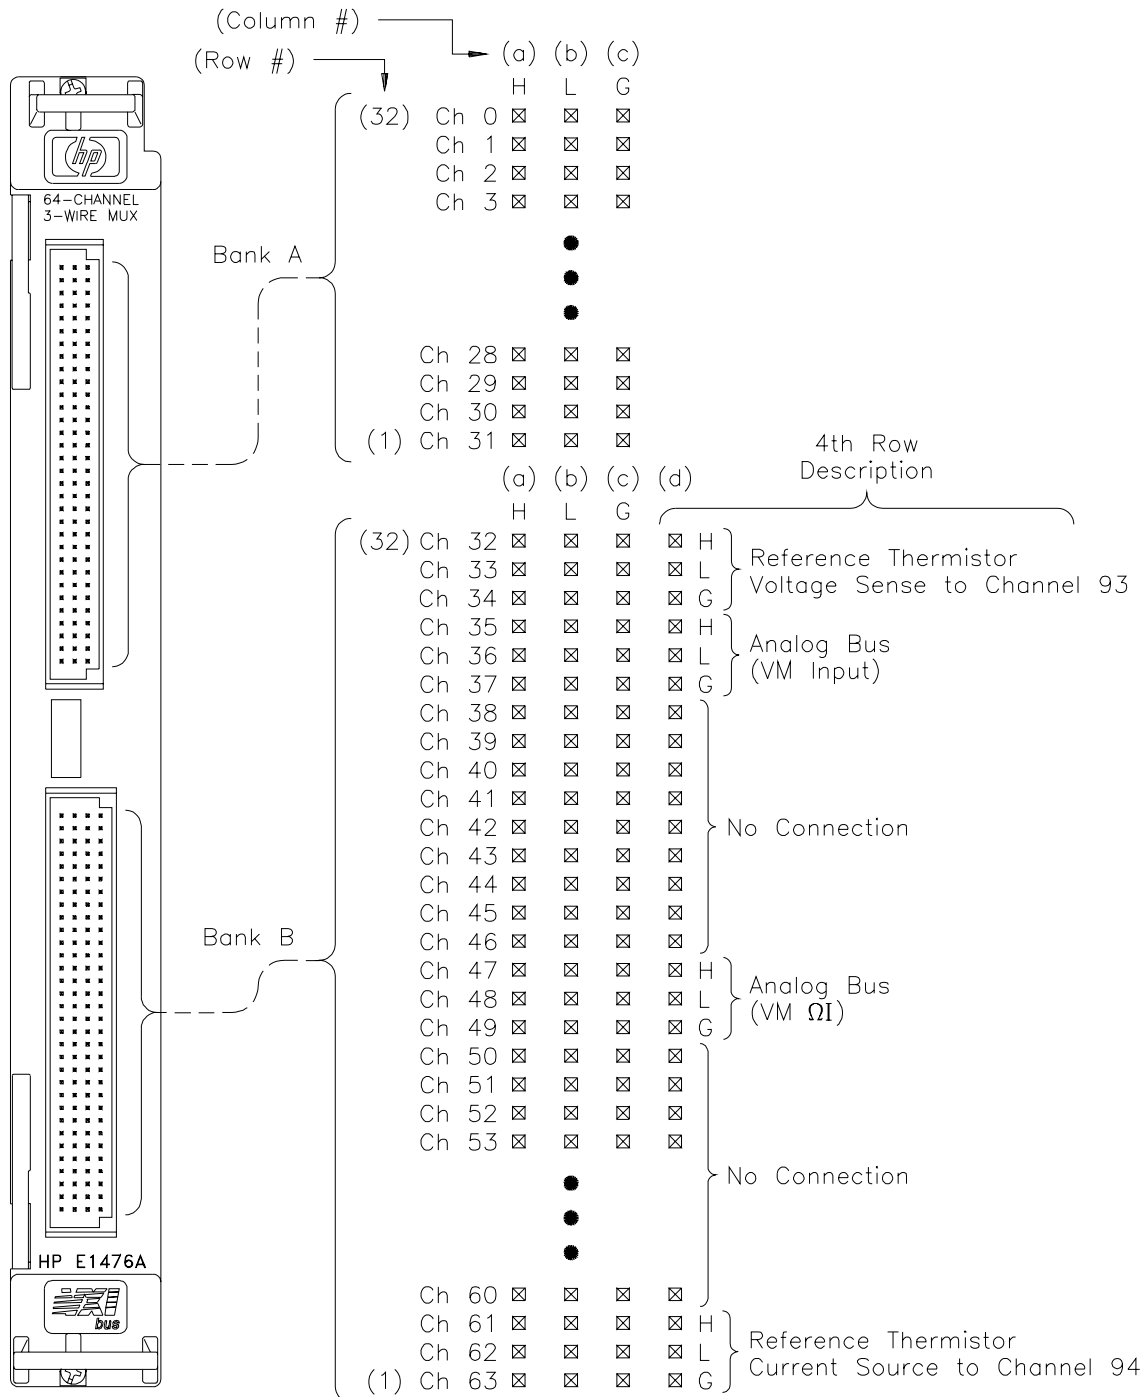 (Column #)
(Row #)
(a) (b) (c)
H L G
(32) Ch 0
Ch 1
Ch 2
Ch 3
hp
64-CHANNEL
3-WIRE MUX
Bank A
Ch 28
Ch 29
Ch 30
(1) Ch 31
4th Row
Description
(a) (b) (c) (d)
H L G
(32) Ch 32 H
Ch 33 L
Ch 34 G
Reference Thermistor
Voltage Sense to Channel 93
Ch 35 H
Ch 36 L
Ch 37 G
Analog Bus
(VM Input)
Ch 38
Ch 39
Ch 40
Ch 41
Ch 42
Ch 43
Ch 44
Ch 45
Ch 46
No Connection
Bank B
Ch 47 H
Ch 48 L
Ch 49 G
Analog Bus
(VM ΩI)
Ch 50
Ch 51
Ch 52
Ch 53
No Connection
HP E1476A
VXI
bus
Ch 60
Ch 61 H
Ch 62 L
(1) Ch 63 G
Reference Thermistor
Current Source to Channel 94